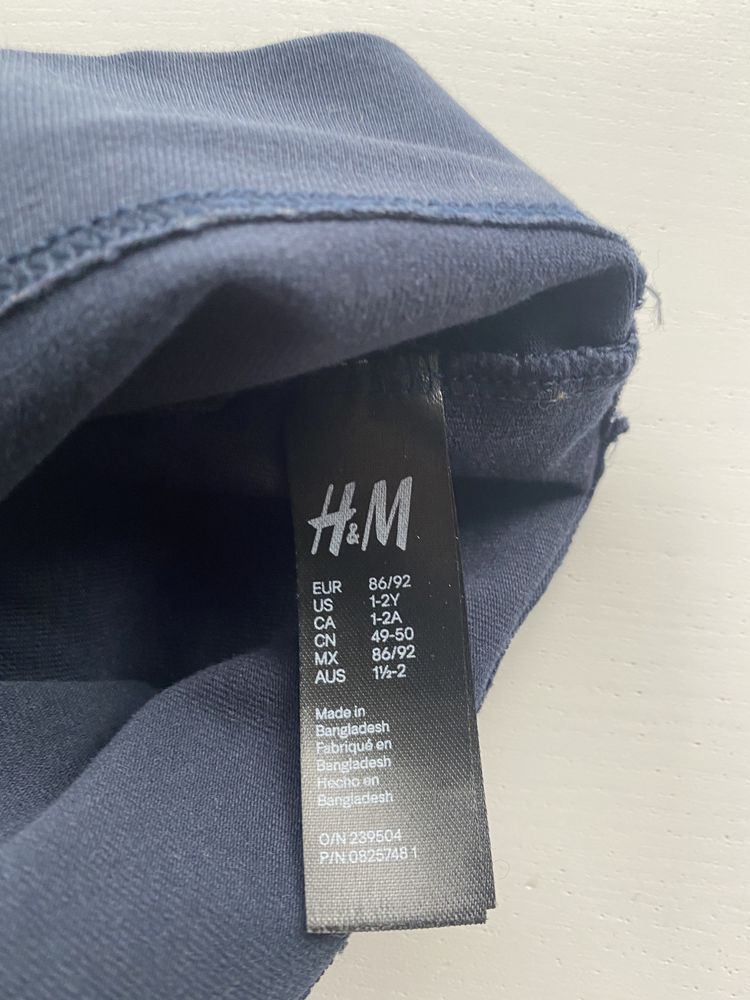 H&M
EUR 86/92
US 1-2Y
CA 1-2A
CN 49-50
MX 86/92
AUS 1½-2
Made in
Bangladesh
Fabriqué en
Bangladesh
Hecho en
Bangladesh
O/N 239504
P/N 0825748 1